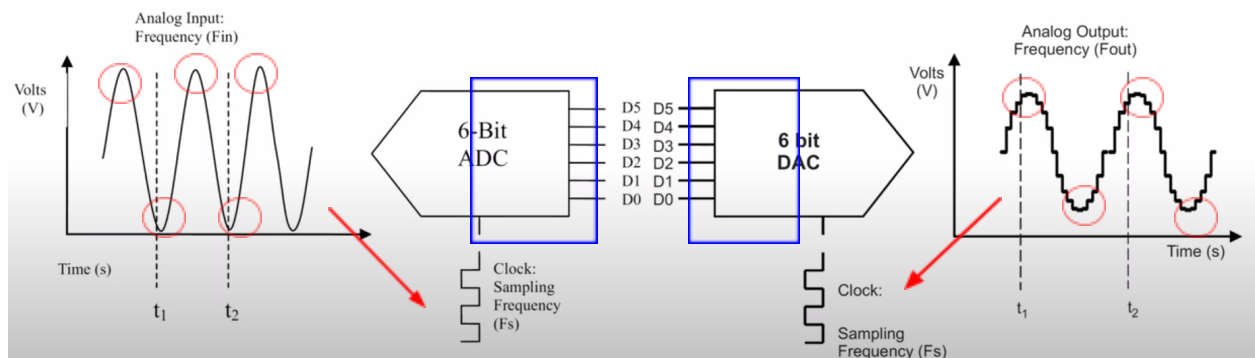 Analog Input:
Frequency (Fin)
Volts
(V)
Time (s)
t1
t2
6-Bit
ADC
D5
D4
D3
D2
D1
D0
Clock:
Sampling
Frequency
(Fs)
D5
D4
D3
D2
D1
D0
6 bit
DAC
Clock:
Sampling
Frequency (Fs)
Analog Output:
Frequency (Fout)
Volts
(V)
Time (s)
t1
t2